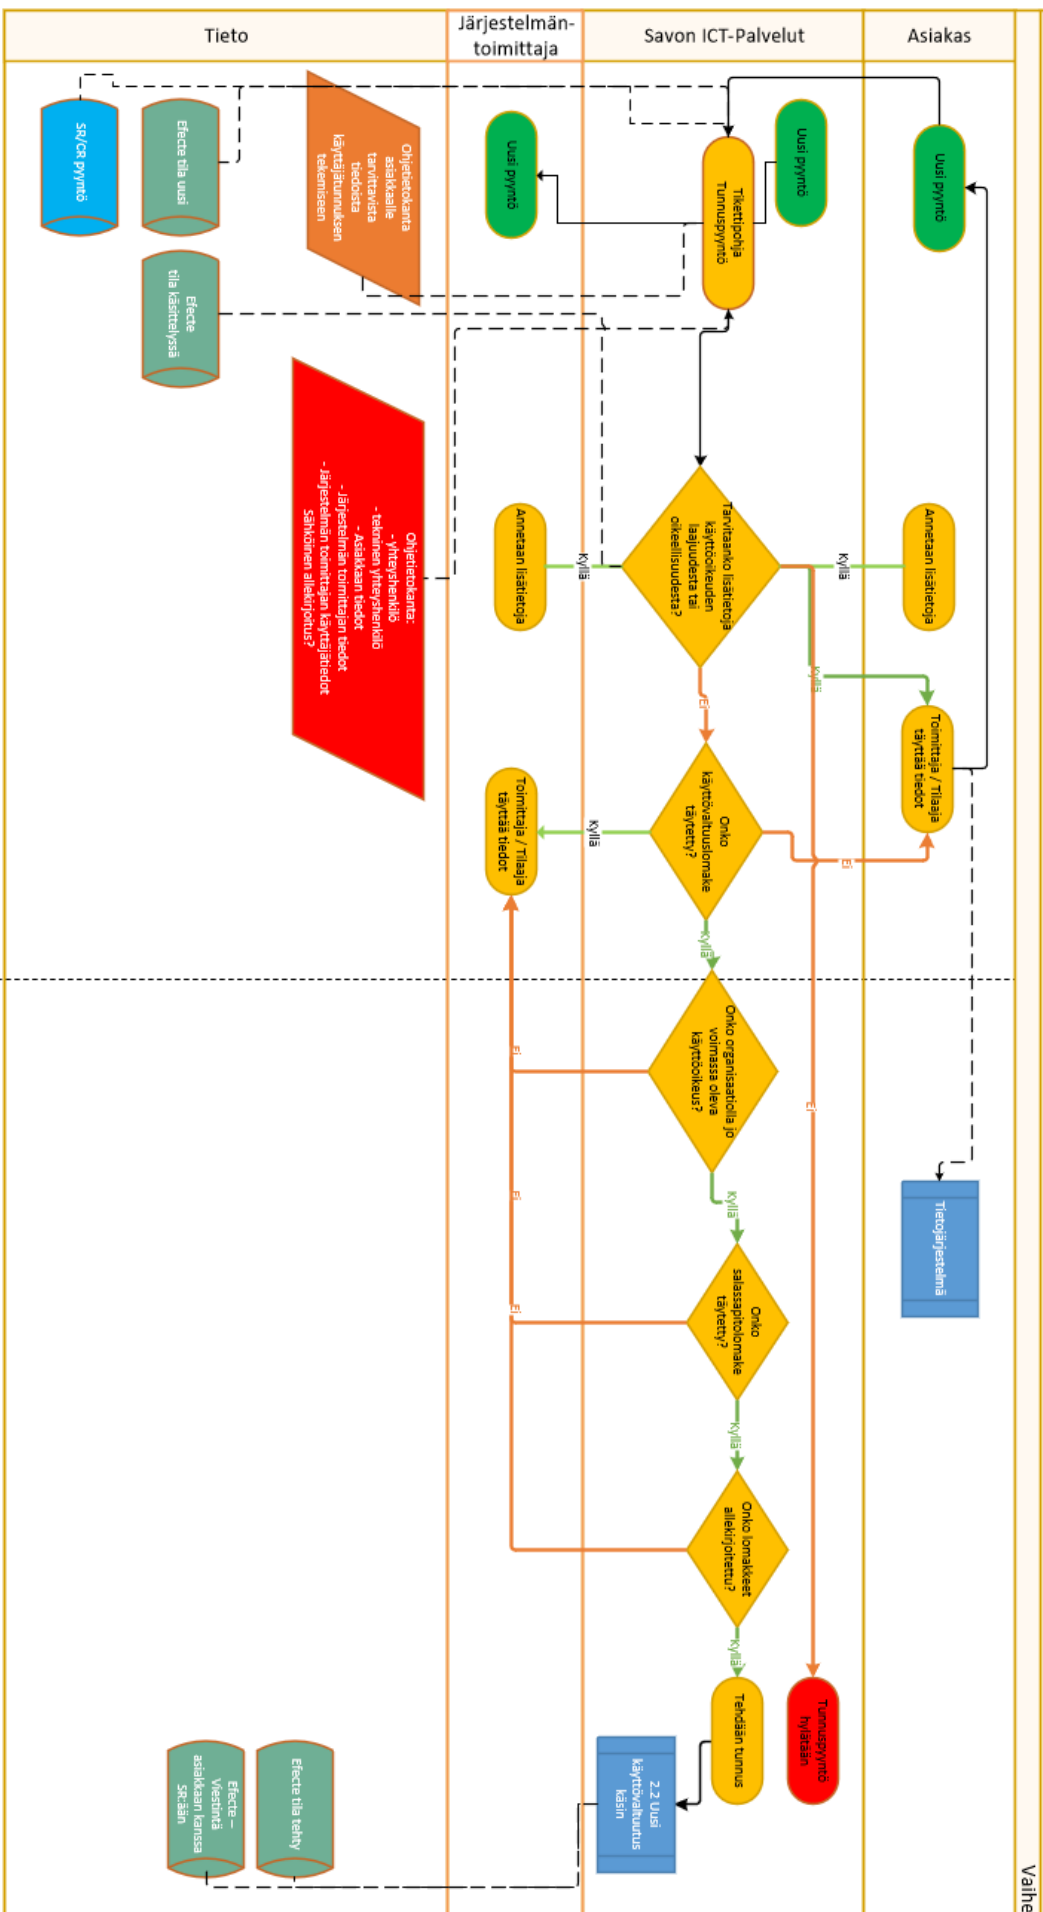 Tieto
Järjestelmän-
toimittaja
Savon ICT-Palvelut
Asiakas
Vaihe
Uusi pyyntö
Uusi pyyntö
Tikettipohja
Tunnuspyyntö
Uusi pyyntö
Ohjetietokanta
asiakkaalle
tarvittavista
tiedoista
käyttäjätunnuksen
tekemiseen
Efecte tila uusi
SR/CR pyyntö
Efecte
tila käsittelyssä
Annetaan lisätietoja
Kyllä
Tarvitaanko lisätietoja
käyttöoikeuden
laajuudesta tai
oikeellisuudesta?
Kyllä
Annetaan lisätietoja
Ohjetietokanta:
- yhteyshenkilö
- tekninen yhteyshenkilö
- Asiakkaan tiedot
- Järjestelmän toimittajan tiedot
- Järjestelmän toimittajan käyttäjätiedot
Sähköinen allekirjoitus?
Kyllä
Ei
Toimittaja / Tilaaja
täyttää tiedot
Ei
Onko
käyttövaltuuslomake
täytetty?
Kyllä
Toimittaja / Tilaaja
täyttää tiedot
Kyllä
Onko organisaatiolla jo
voimassa oleva
käyttöoikeus?
Ei
Ei
Kyllä
Tietojärjestelmä
Ei
Onko
salassapitolomake
täytetty?
Ei
Kyllä
Onko lomakkeet
allekirjoitettu?
Kyllä
Tunnuspyyntö
hylätään
Tehdään tunnus
2.2 Uusi
käyttövaltuutus
käsin
Efecte tila tehty
Efecte –
Viestintä
asiakkaan kanssa
SR:ään